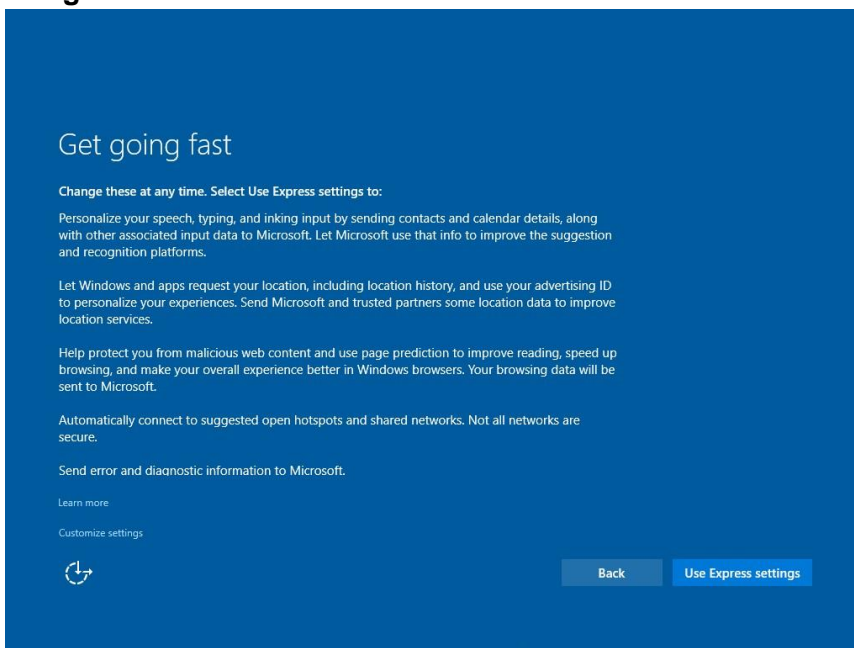 Get going fast
Change these at any time. Select Use Express settings to:
Personalize your speech, typing, and inking input by sending contacts and calendar details, along
with other associated input data to Microsoft. Let Microsoft use that info to improve the suggestion
and recognition platforms.
Let Windows and apps request your location, including location history, and use your advertising ID
to personalize your experiences. Send Microsoft and trusted partners some location data to improve
location services.
Help protect you from malicious web content and use page prediction to improve reading, speed up
browsing, and make your overall experience better in Windows browsers. Your browsing data will be
sent to Microsoft.
Automatically connect to suggested open hotspots and shared networks. Not all networks are
secure.
Send error and diagnostic information to Microsoft.
Learn more
Customize settings
Back
Use Express settings